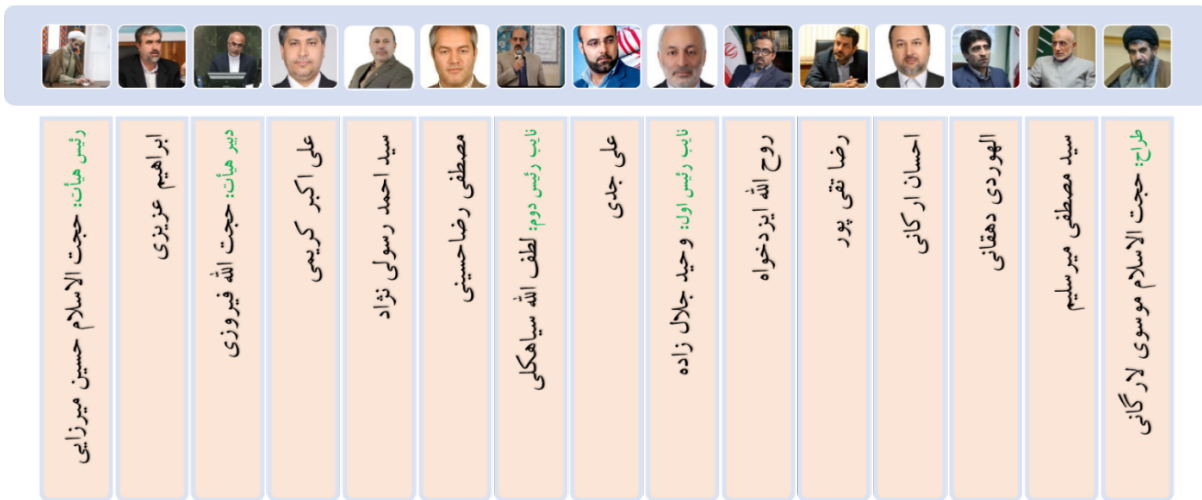 طراح: حجت الاسلام موسوی لارگانی
سید مصطفی میرسلیم
الهوردی دهقانی
احسان ارکانی
رضا تقی پور
روح الله ایزدخواه
نایب رئیس اول: وحید جلال زاده
علی جدی
نایب رئیس دوم: لطف الله سیاهکلی
مصطفی رضاحسینی
سید احمد رسولی نژاد
علی اکبر کریمی
دبیر هیأت: حجت الله فیروزی
ابراهیم عزیزی
رئیس هیأت: حجت الاسلام حسین میرزایی